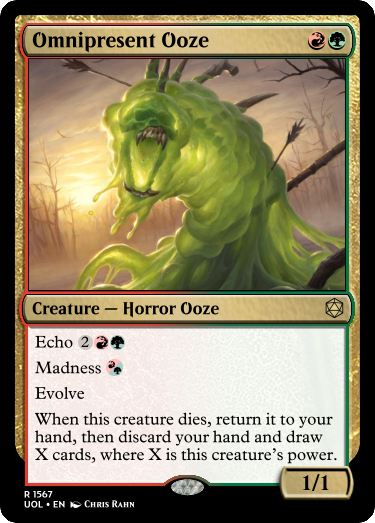 Omnipresent Ooze
Creature — Horror Ooze
Echo 2
Madness
Evolve
When this creature dies, return it to your
hand, then discard your hand and draw
X cards, where X is this creature's power.
1/1
R 1567
UOL • EN Chris Rahn